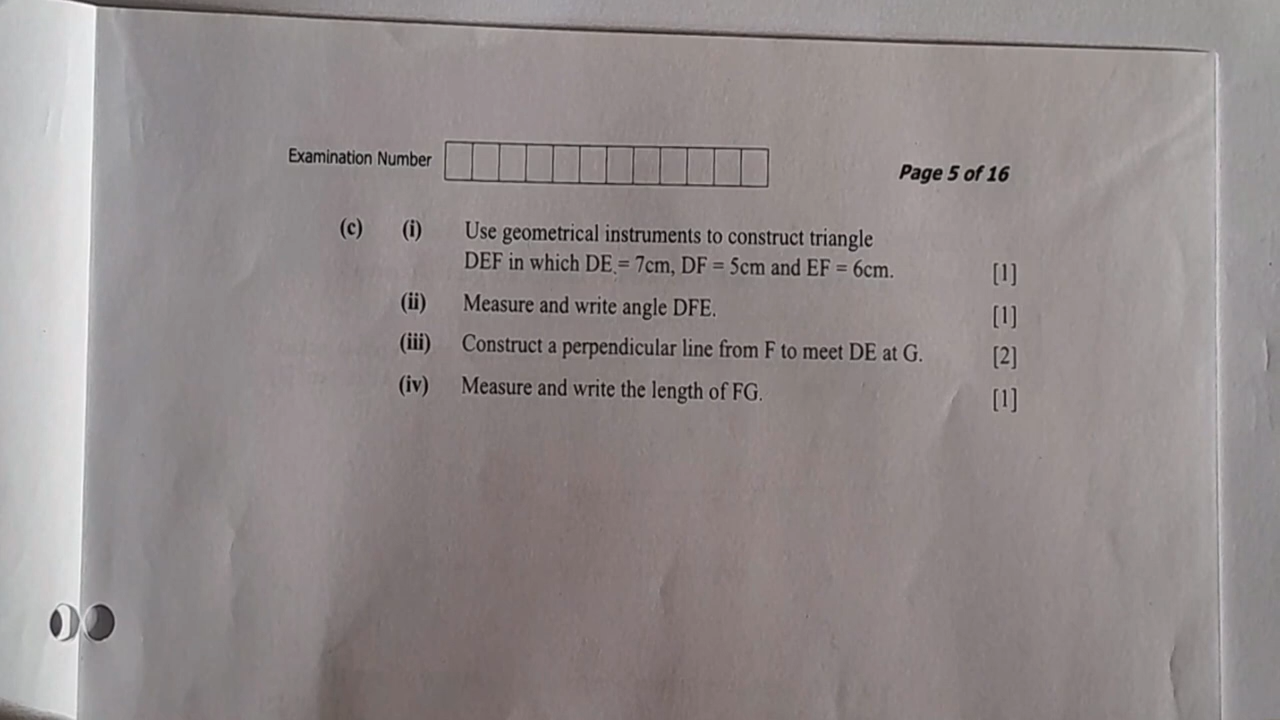 Examination Number
Page 5 of 16
(c) (i) Use geometrical instruments to construct triangle
DEF in which DE = 7cm, DF = 5cm and EF = 6cm. [1]
(ii) Measure and write angle DFE. [1]
(iii) Construct a perpendicular line from F to meet DE at G. [2]
(iv) Measure and write the length of FG. [1]